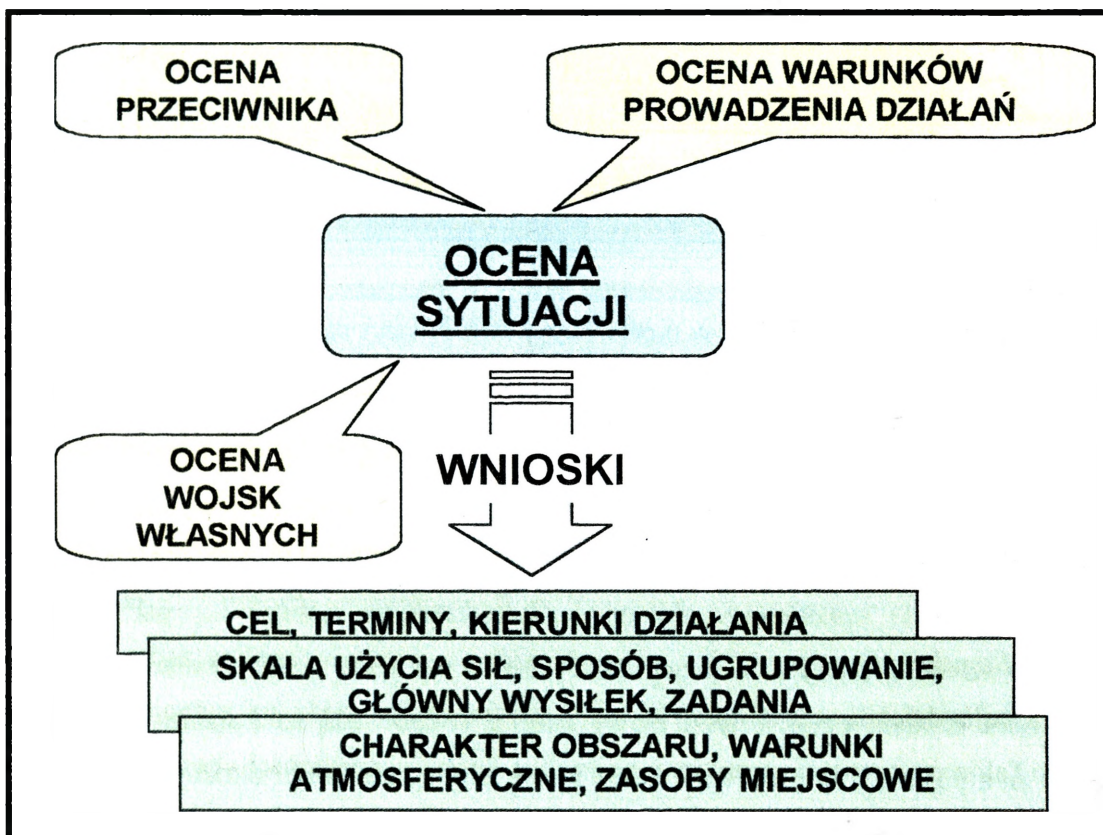 OCENA
PRZECIWNIKA
OCENA WARUNKÓW
PROWADZENIA DZIAŁAŃ
OCENA
SYTUACJI
OCENA
WOJSK
WŁASNYCH
WNIOSKI
CEL, TERMINY, KIERUNKI DZIAŁANIA
SKALA UŻYCIA SIŁ, SPOSÓB, UGRUPOWANIE,
GŁÓWNY WYSIŁEK, ZADANIA
CHARAKTER OBSZARU, WARUNKI
ATMOSFERYCZNE, ZASOBY MIEJSCOWE